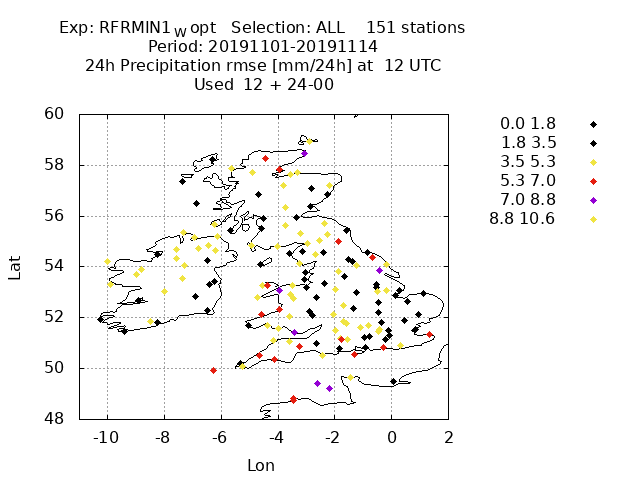 Exp: RFRMIN1wopt Selection: ALL 151 stations
Period: 20191101-20191114
24h Precipitation rmse [mm/24h] at 12 UTC
Used 12 + 24-00
0.0 1.8
1.8 3.5
3.5 5.3
5.3 7.0
7.0 8.8
8.8 10.6
60
58
56
54
52
50
48
Lat
-10 -8 -6 -4 -2 0 2
Lon